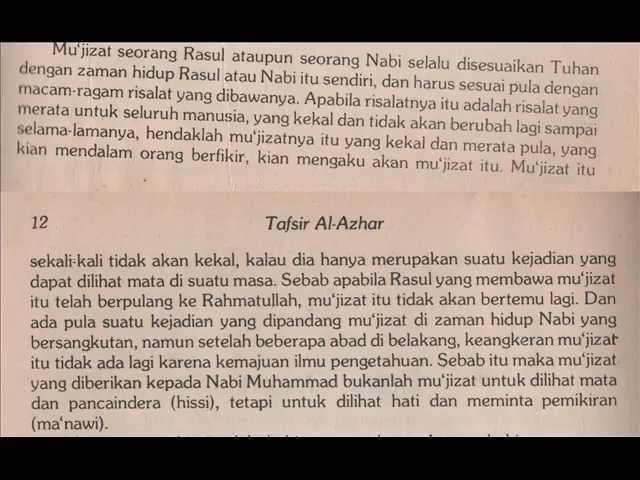 Mu‘jizat seorang Rasul ataupun seorang Nabi selalu disesuaikan Tuhan
dengan zaman hidup Rasul atau Nabi itu sendiri, dan harus sesuai pula dengan
macam-ragam risalat yang dibawanya. Apabila risalatnya itu adalah risalat yang
merata untuk seluruh manusia, yang kekal dan tidak akan berubah lagi sampai
selama-lamanya, hendaklah mu‘jizatnya itu yang kekal dan merata pula, yang
kian mendalam orang berfikir, kian mengaku akan mu‘jizat itu. Mu‘jizat itu
12
Tafsir Al-Azhar
sekali-kali tidak akan kekal, kalau dia hanya merupakan suatu kejadian yang
dapat dilihat mata di suatu masa. Sebab apabila Rasul yang membawa mu‘jizat
itu telah berpulang ke Rahmatullah, mu‘jizat itu tidak akan bertemu lagi. Dan
ada pula suatu kejadian yang dipandang mu‘jizat di zaman hidup Nabi yang
bersangkutan, namun setelah beberapa abad di belakang, keangkeran mu‘jizat
itu tidak ada lagi karena kemajuan ilmu pengetahuan. Sebab itu maka mu‘jizat
yang diberikan kepada Nabi Muhammad bukanlah mu‘jizat untuk dilihat mata
dan pancaindera (hissi), tetapi untuk dilihat hati dan meminta pemikiran
(ma‘nawi).